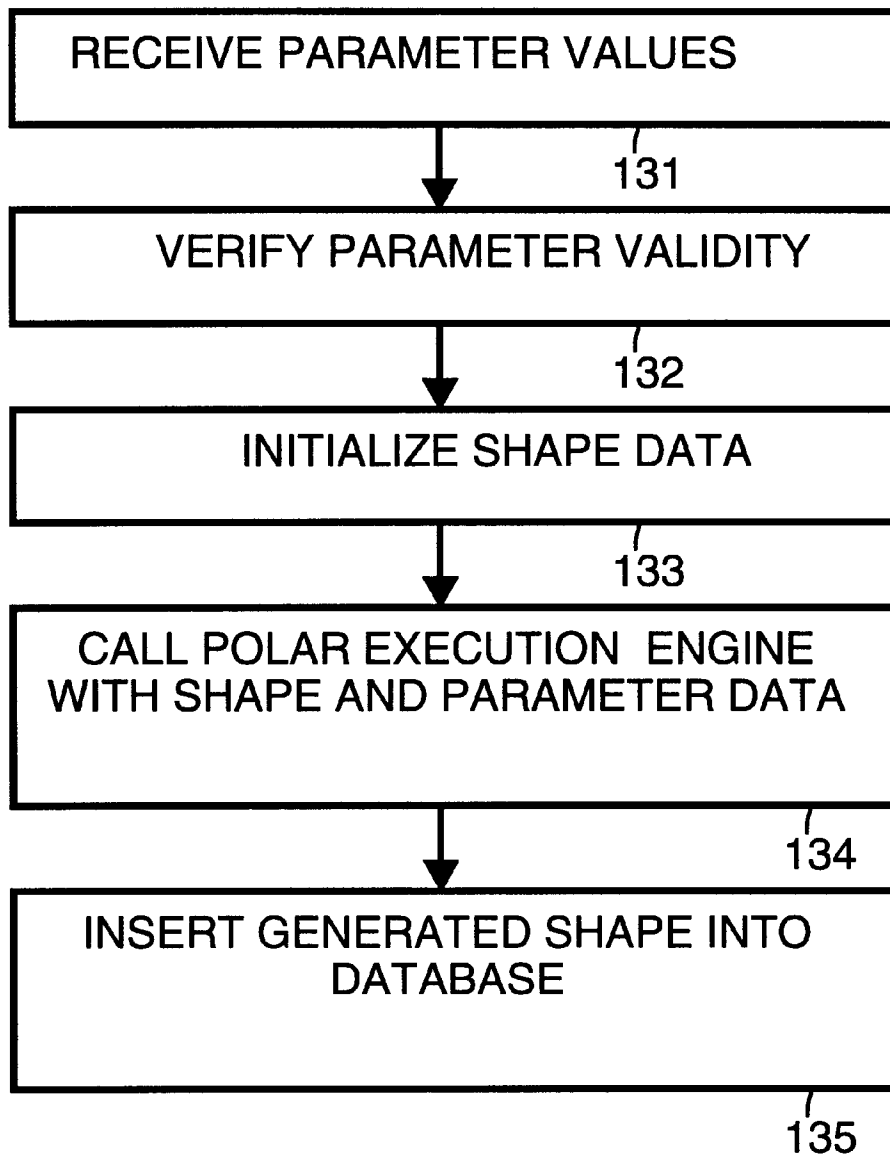 RECEIVE PARAMETER VALUES
131
VERIFY PARAMETER VALIDITY
132
INITIALIZE SHAPE DATA
133
CALL POLAR EXECUTION ENGINE
WITH SHAPE AND PARAMETER DATA
134
INSERT GENERATED SHAPE INTO
DATABASE
135